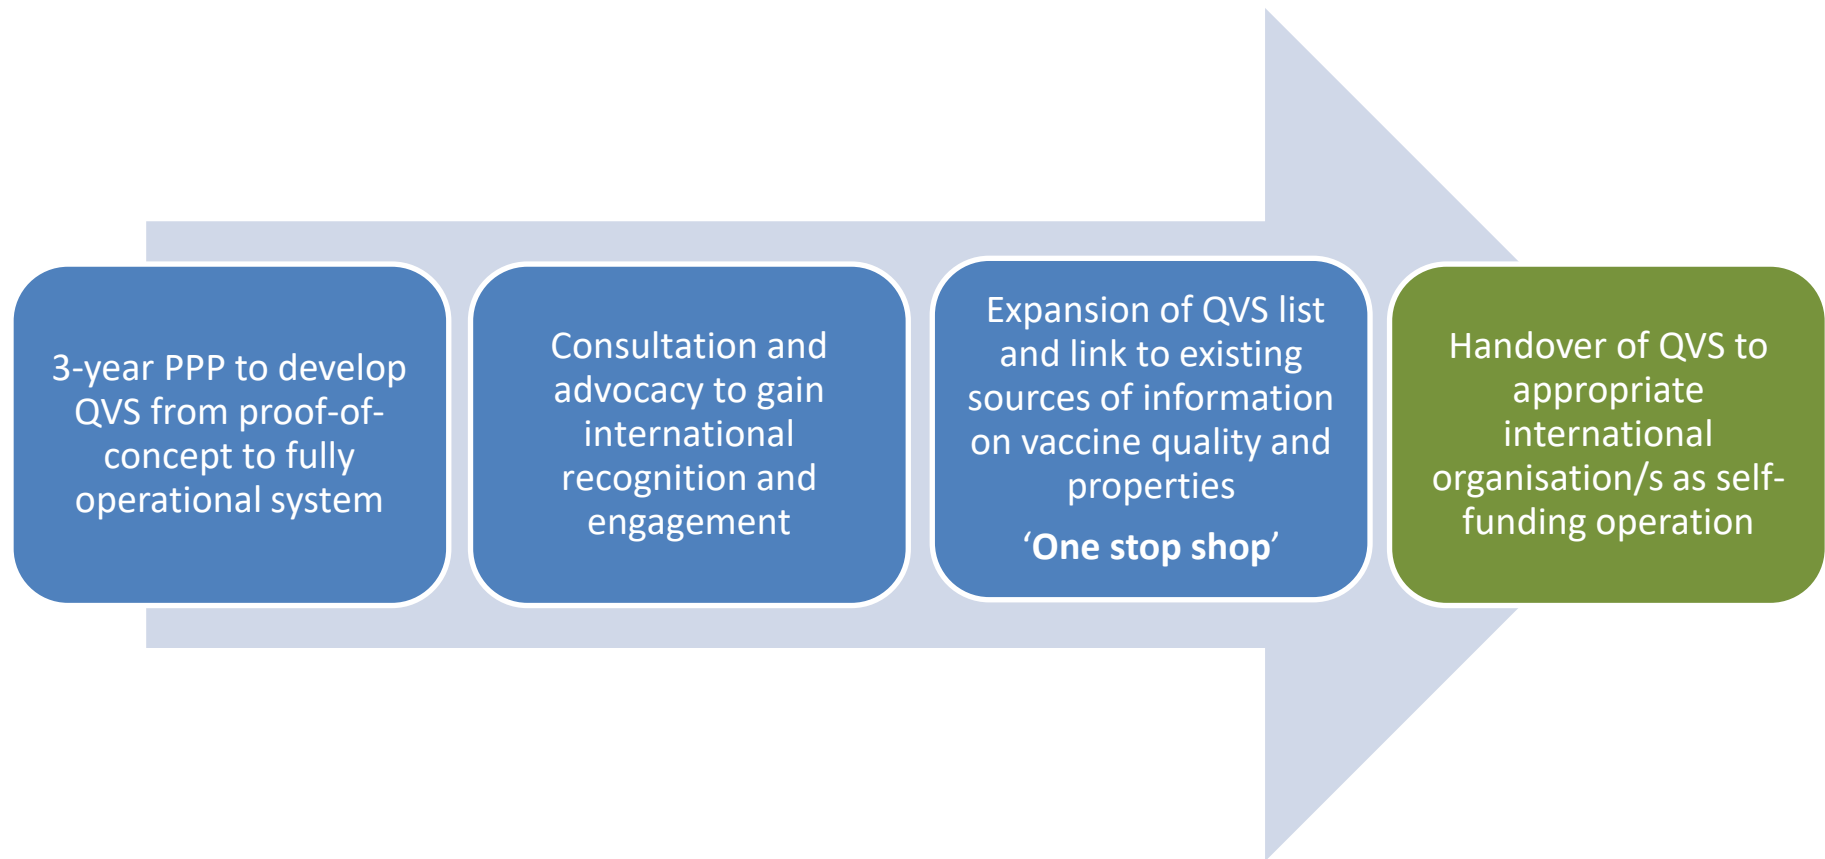 3-year PPP to develop
QVS from proof-of-
concept to fully
operational system
Consultation and
advocacy to gain
international
recognition and
engagement
Expansion of QVS list
and link to existing
sources of information
on vaccine quality and
properties
‘One stop shop’
Handover of QVS to
appropriate
international
organisation/s as self-
funding operation